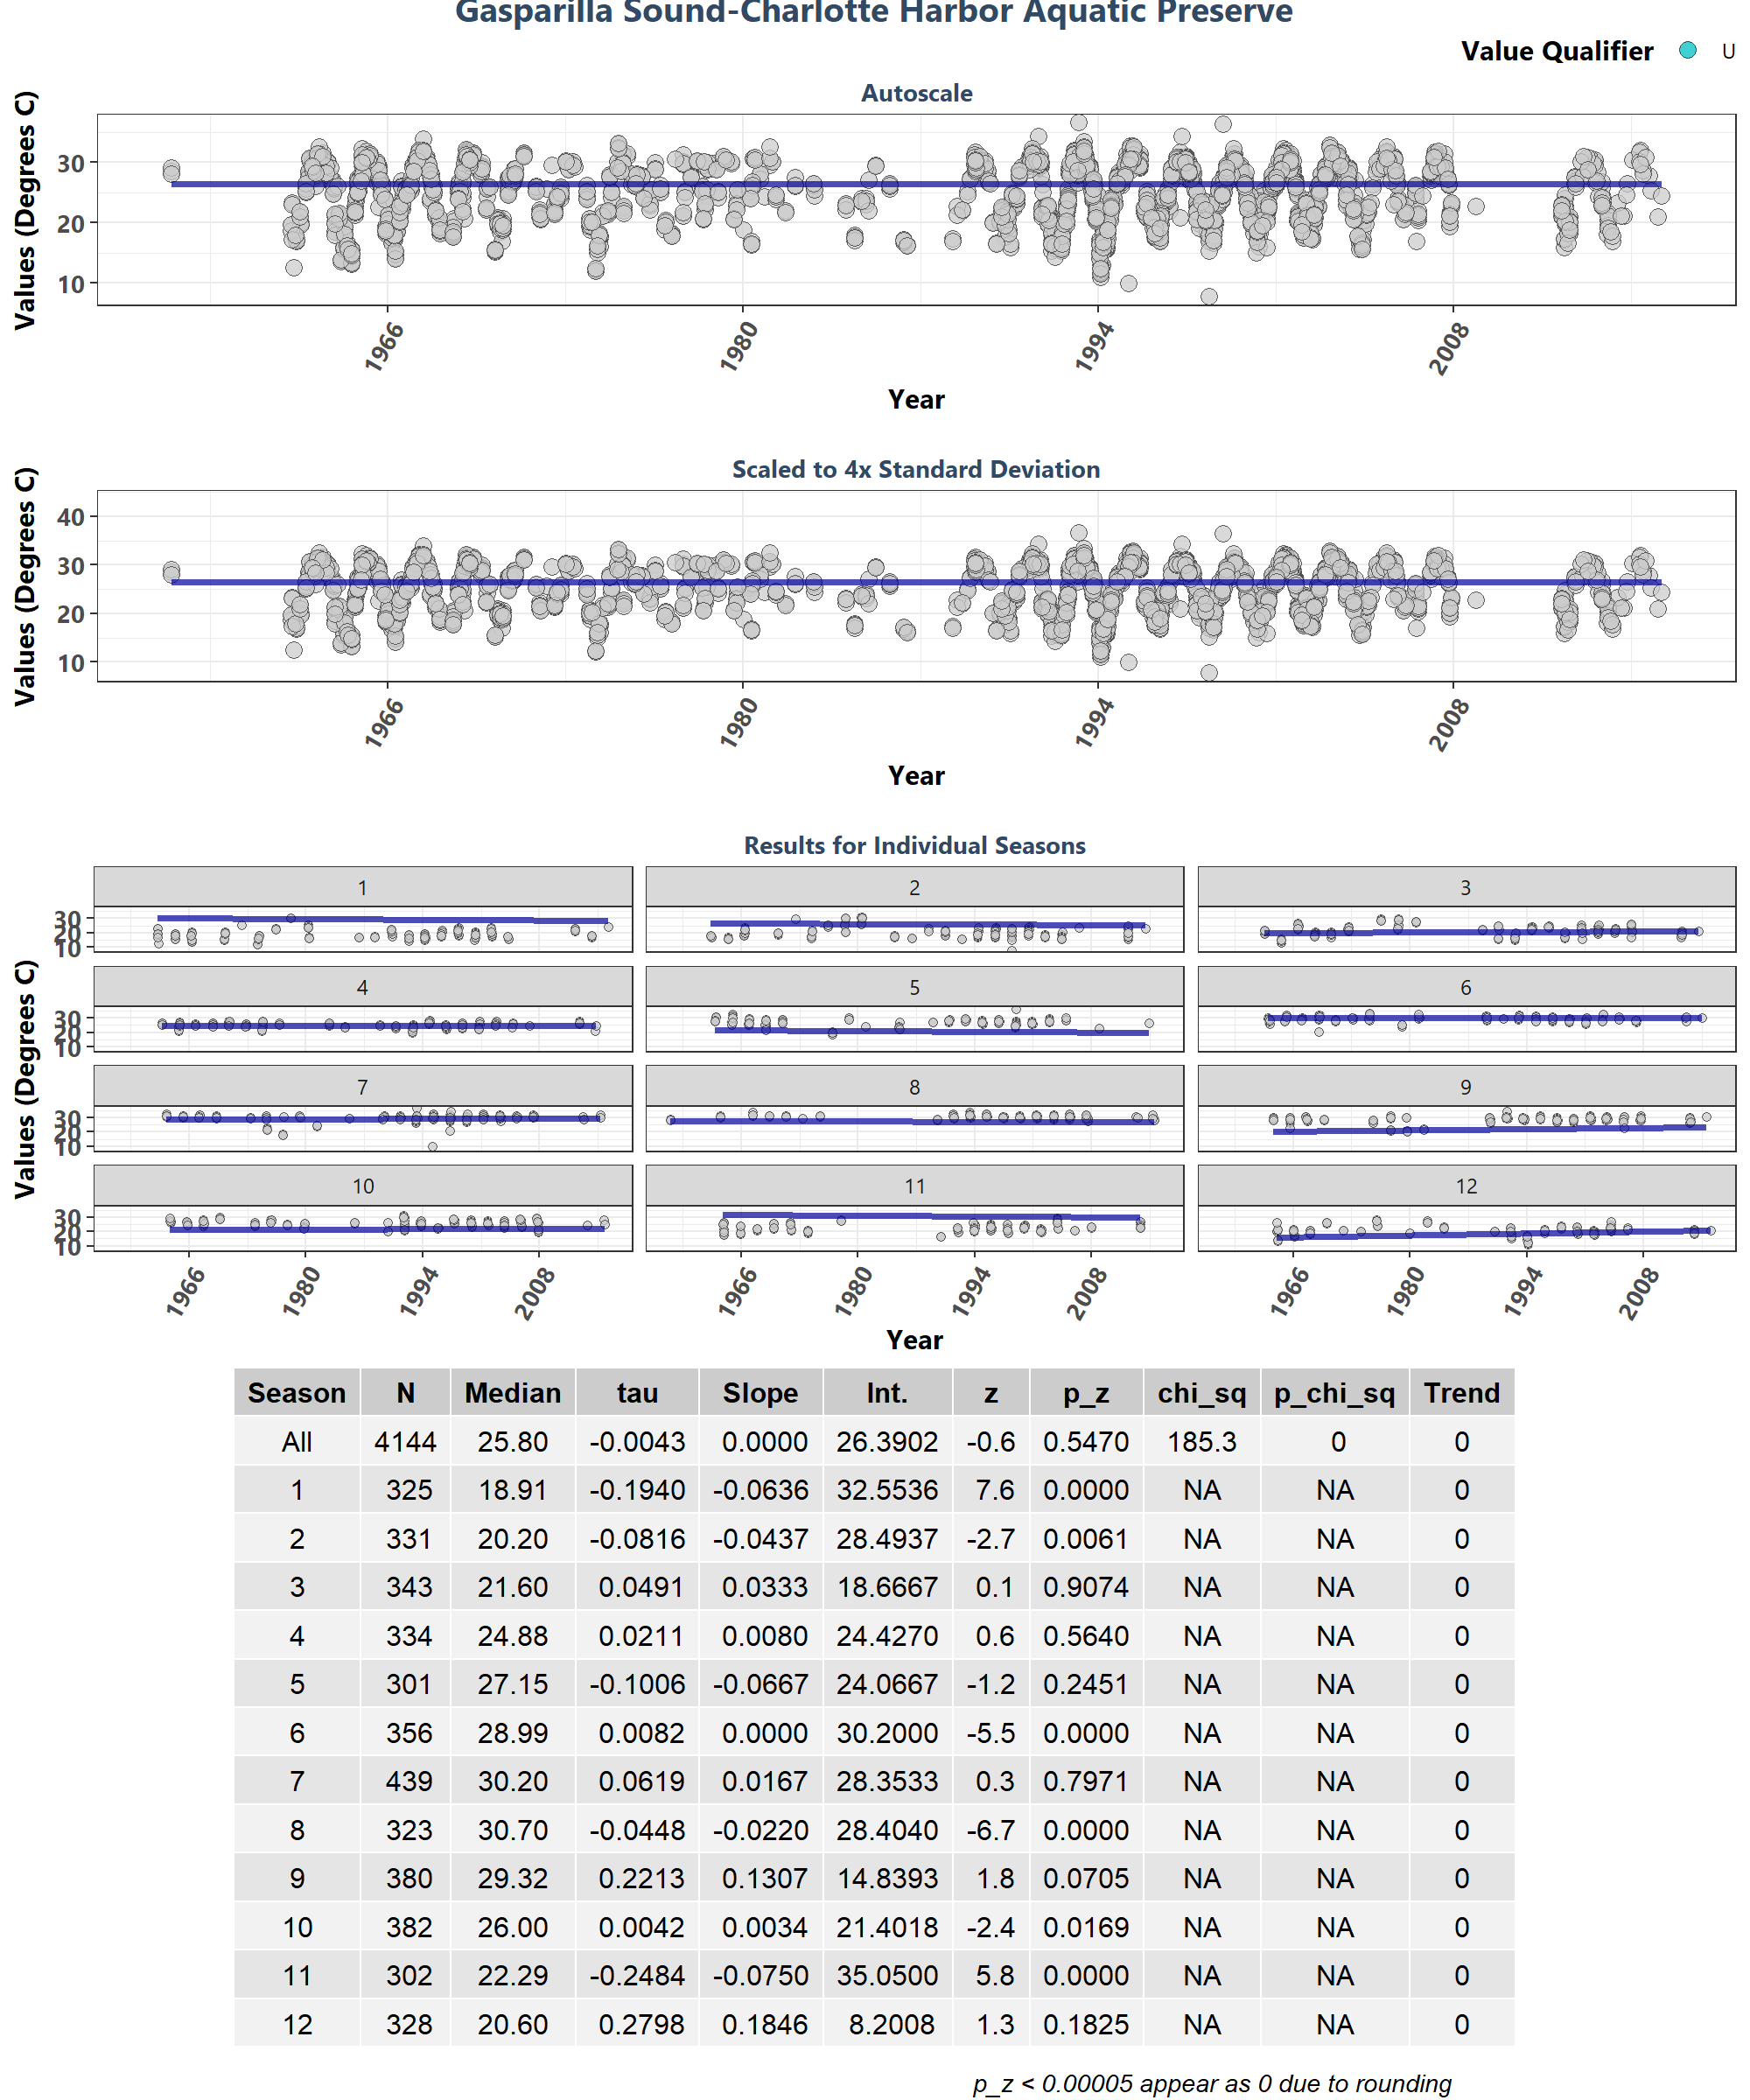 Gasparilla Sound-Charlotte Harbor Aquatic Preserve
Value Qualifier U
Autoscale
Values (Degrees C)
30
20
10
1966 1980 1994 2008
Year
Scaled to 4x Standard Deviation
Values (Degrees C)
40
30
20
10
1966 1980 1994 2008
Year
Results for Individual Seasons
Values (Degrees C)
1 2 3
30
20
10
4 5 6
30
20
10
7 8 9
30
20
10
10 11 12
30
20
10
1966 1980 1994 2008 1966 1980 1994 2008 1966 1980 1994 2008
Year
Season N Median tau Slope Int. z p_z chi_sq p_chi_sq Trend
All 4144 25.80 -0.0043 0.0000 26.3902 -0.6 0.5470 185.3 0 0
1 325 18.91 -0.1940 -0.0636 32.5536 7.6 0.0000 NA NA 0
2 331 20.20 -0.0816 -0.0437 28.4937 -2.7 0.0061 NA NA 0
3 343 21.60 0.0491 0.0333 18.6667 0.1 0.9074 NA NA 0
4 334 24.88 0.0211 0.0080 24.4270 0.6 0.5640 NA NA 0
5 301 27.15 -0.1006 -0.0667 24.0667 -1.2 0.2451 NA NA 0
6 356 28.99 0.0082 0.0000 30.2000 -5.5 0.0000 NA NA 0
7 439 30.20 0.0619 0.0167 28.3533 0.3 0.7971 NA NA 0
8 323 30.70 -0.0448 -0.0220 28.4040 -6.7 0.0000 NA NA 0
9 380 29.32 0.2213 0.1307 14.8393 1.8 0.0705 NA NA 0
10 382 26.00 0.0042 0.0034 21.4018 -2.4 0.0169 NA NA 0
11 302 22.29 -0.2484 -0.0750 35.0500 5.8 0.0000 NA NA 0
12 328 20.60 0.2798 0.1846 8.2008 1.3 0.1825 NA NA 0
p_z < 0.00005 appear as 0 due to rounding